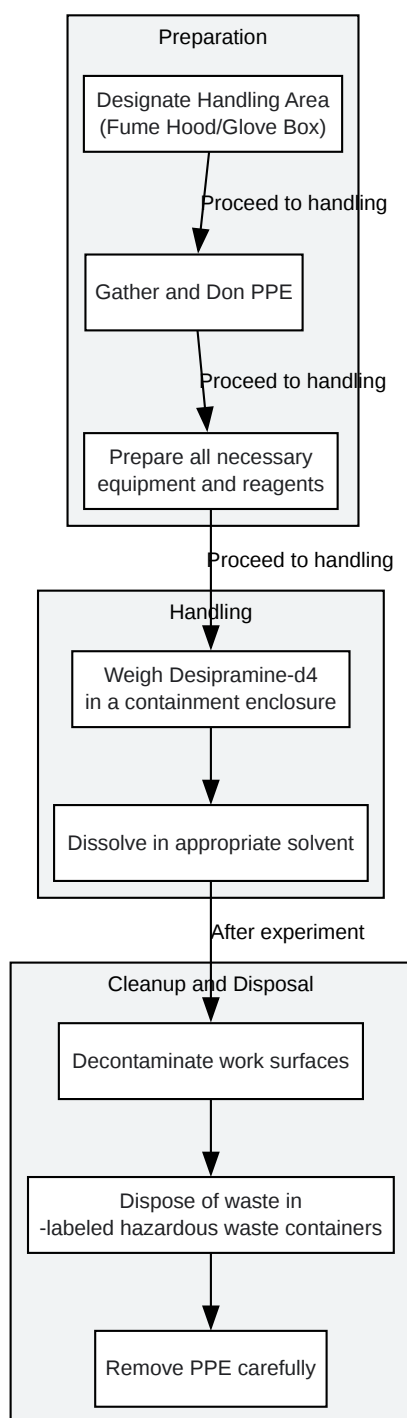 Preparation
Designate Handling Area
(Fume Hood/Glove Box)
Proceed to handling
Gather and Don PPE
Proceed to handling
Prepare all necessary
equipment and reagents
Proceed to handling
Handling
Weigh Desipramine-d4
in a containment enclosure
Dissolve in appropriate solvent
After experiment
Cleanup and Disposal
Decontaminate work surfaces
Dispose of waste in
-labeled hazardous waste containers
Remove PPE carefully